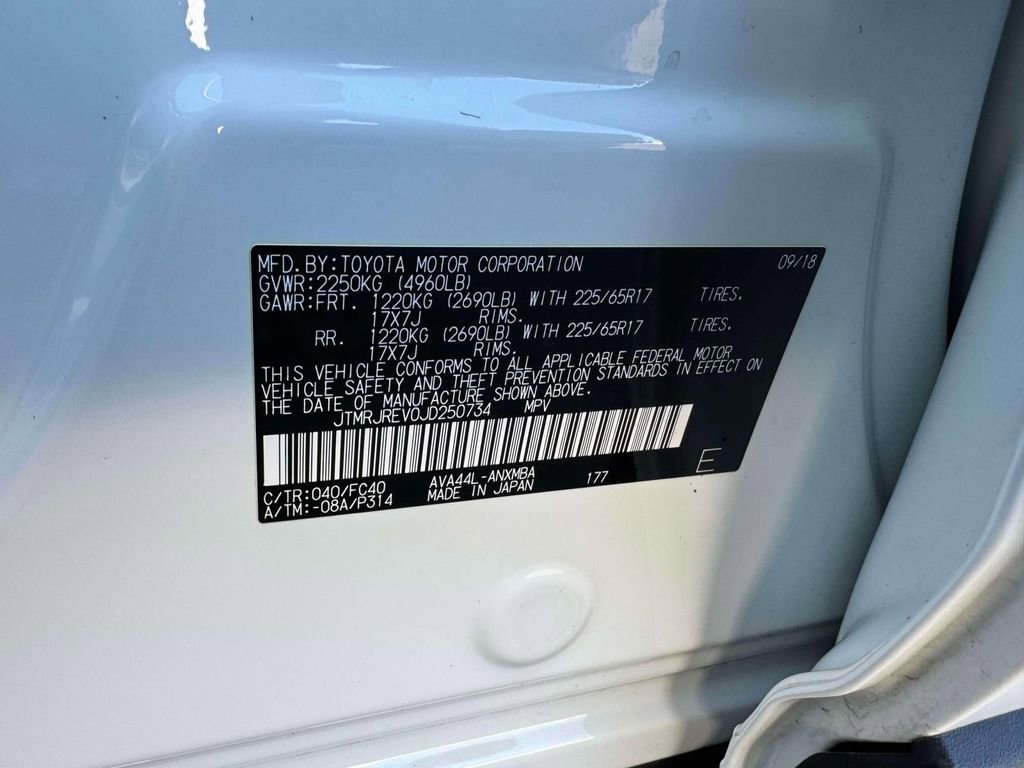 MFD.BY:TOYOTA MOTOR CORPORATION 09/18
GVWR:2250KG (4960LB)
GAWR:FRT. 1220KG (2690LB) WITH 225/65R17 TIRES.
17X7J RIMS.
RR. 1220KG (2690LB) WITH 225/65R17 TIRES.
17X7J RIMS.
THIS VEHICLE CONFORMS TO ALL APPLICABLE FEDERAL MOTOR
VEHICLE SAFETY AND THEFT PREVENTION STANDARDS IN EFFECT ON
THE DATE OF MANUFACTURE SHOWN ABOVE.
JTMRJREV0JD250734 MPV
E
C/TR:040/FC40 AVA44L-ANXMBA 177
A/TM:-08A/P314 MADE IN JAPAN